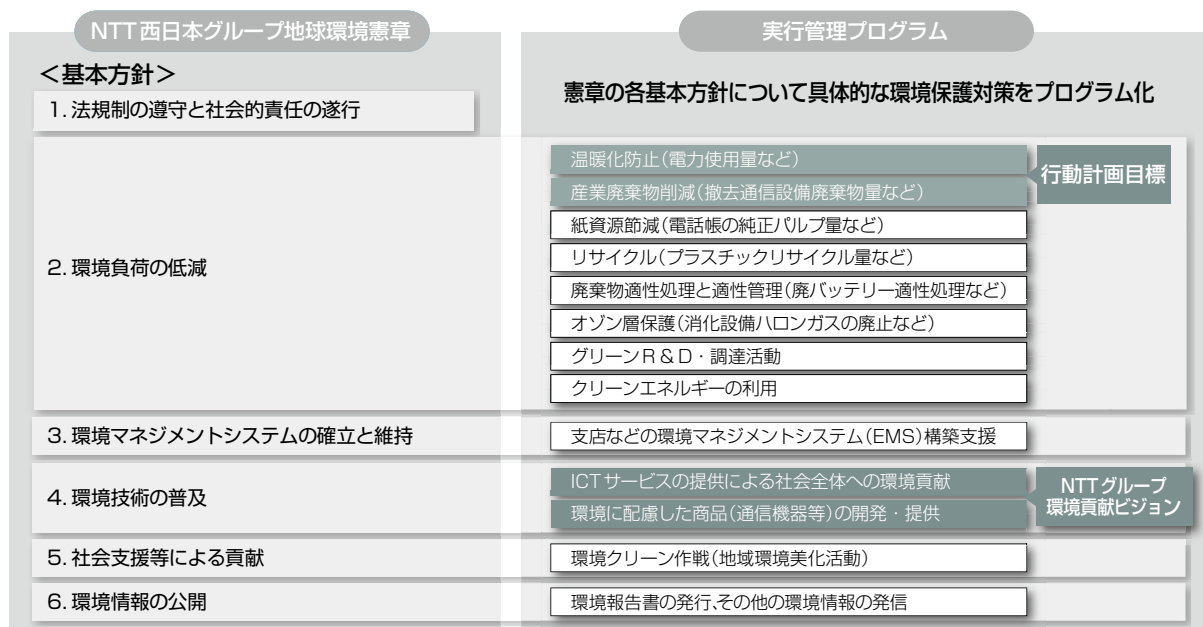 NTT西日本グループ地球環境憲章
実行管理プログラム
＜基本方針＞
憲章の各基本方針について具体的な環境保護対策をプログラム化
1. 法規制の遵守と社会的責任の遂行
2. 環境負荷の低減
温暖化防止（電力使用量など）
産業廃棄物削減（撤去通信設備廃棄物量など）
行動計画目標
紙資源節減（電話帳の純正パルプ量など）
リサイクル（プラスチックリサイクル量など）
廃棄物適性処理と適性管理（廃バッテリー適性処理など）
オゾン層保護（消化設備ハロンガスの廃止など）
グリーンR＆D・調達活動
クリーンエネルギーの利用
3. 環境マネジメントシステムの確立と維持
支店などの環境マネジメントシステム（EMS）構築支援
4. 環境技術の普及
ICTサービスの提供による社会全体への環境貢献
環境に配慮した商品（通信機器等）の開発・提供
NTTグループ
環境貢献ビジョン
5. 社会支援等による貢献
環境クリーン作戦（地域環境美化活動）
6. 環境情報の公開
環境報告書の発行、その他の環境情報の発信